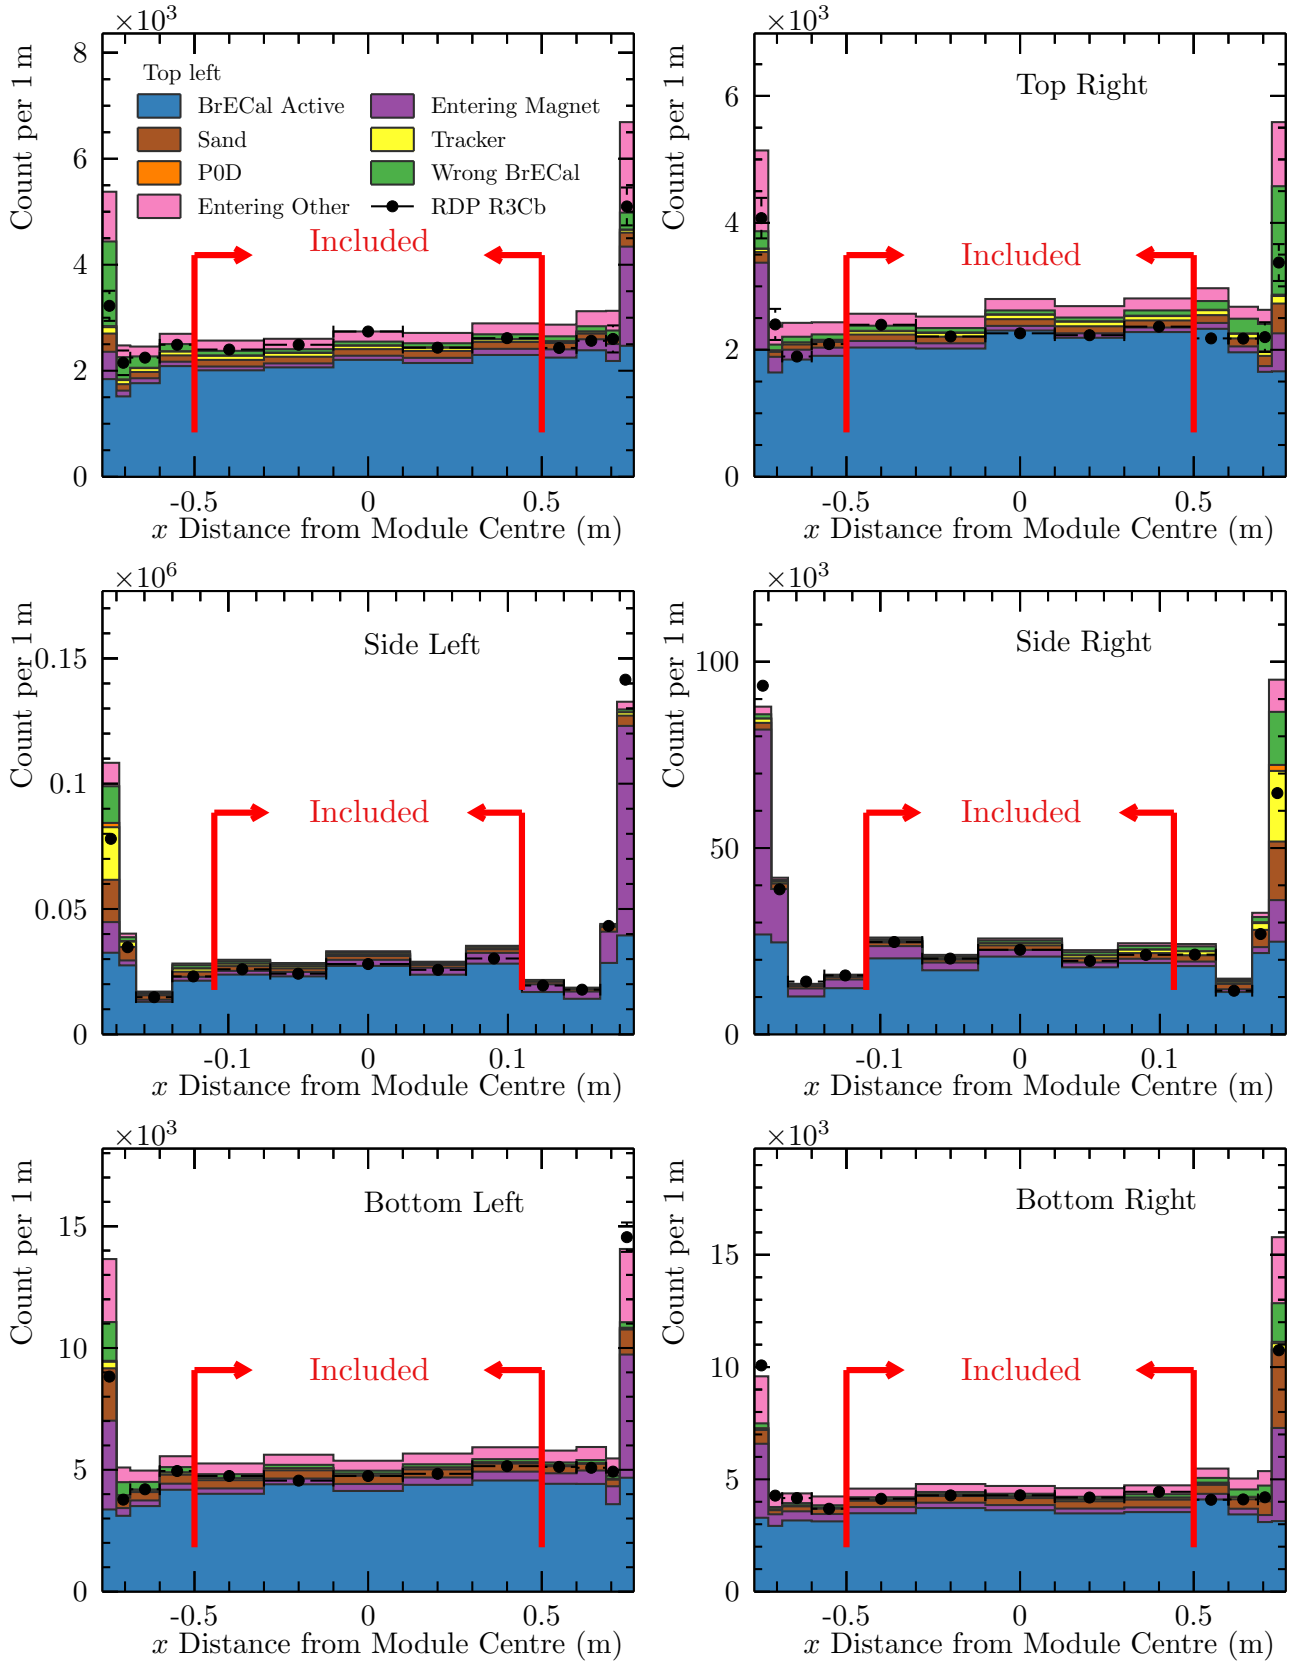 ×10³
Count per 1 m
8
6
4
2
0
Top left
BrECal Active
Sand
P0D
Entering Other
Entering Magnet
Tracker
Wrong BrECal
RDP R3Cb
Included
-0.5
0
0.5
x Distance from Module Centre (m)
×10³
Count per 1 m
6
4
2
0
Top Right
Included
-0.5
0
0.5
x Distance from Module Centre (m)
×10⁶
Count per 1 m
0.15
0.1
0.05
0
Side Left
Included
-0.1
0
0.1
x Distance from Module Centre (m)
×10³
Count per 1 m
100
50
0
Side Right
Included
-0.1
0
0.1
x Distance from Module Centre (m)
×10³
Count per 1 m
15
10
5
0
Bottom Left
Included
-0.5
0
0.5
x Distance from Module Centre (m)
×10³
Count per 1 m
15
10
5
0
Bottom Right
Included
-0.5
0
0.5
x Distance from Module Centre (m)